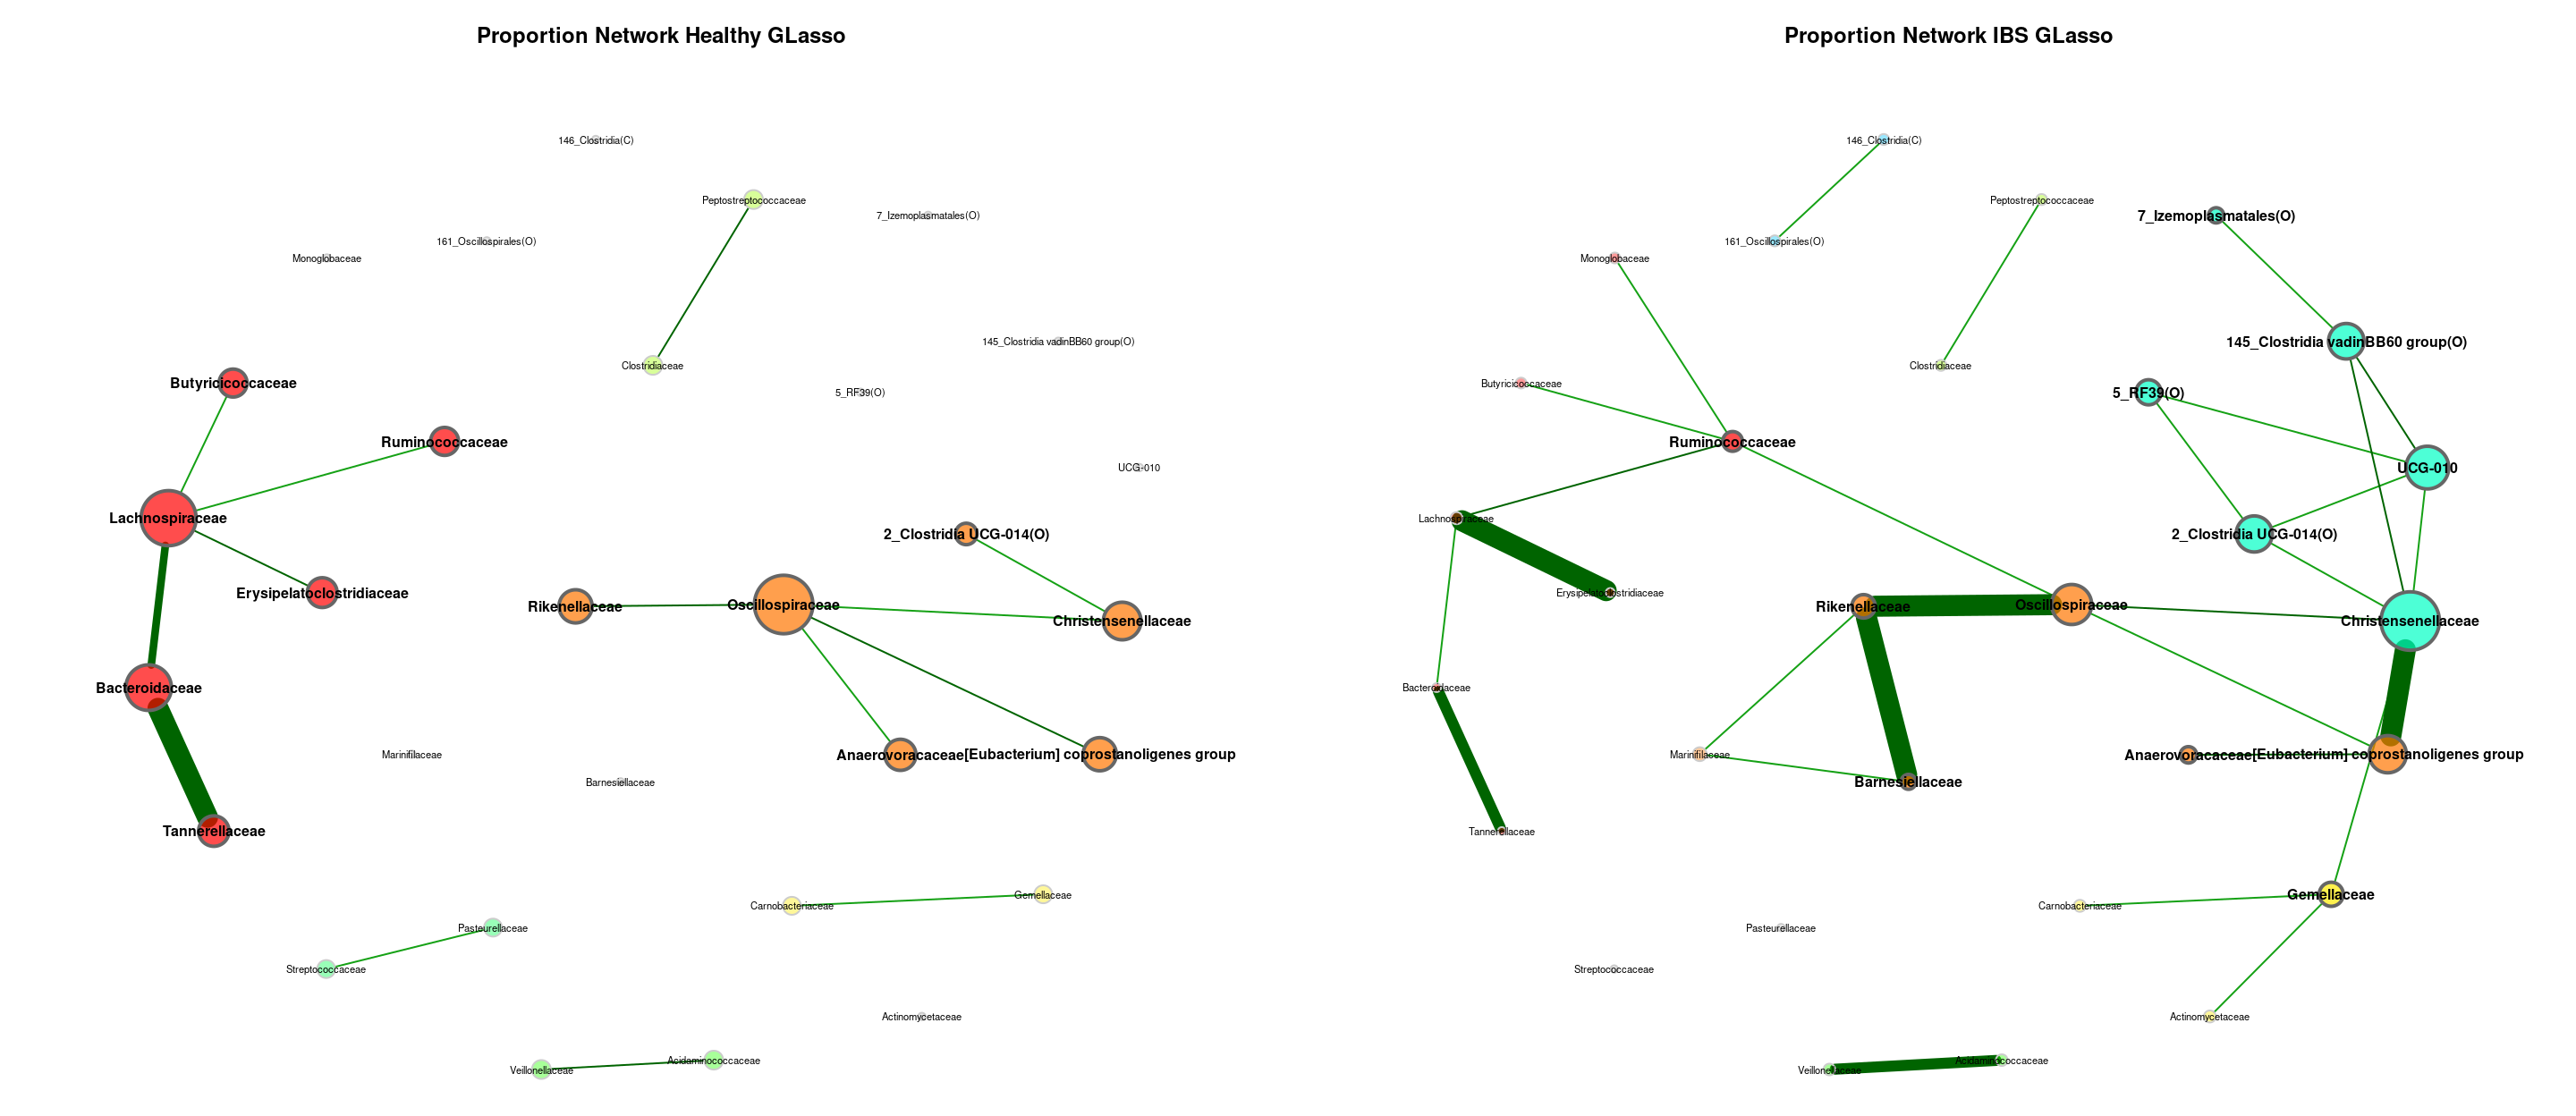 Proportion Network Healthy GLasso
146_Clostridia(C)
Peptostreptococcaceae
7_Izemoplasmatales(O)
161_Oscillospirales(O)
Monoglobaceae
145_Clostridia vadinBB60 group(O)
Clostridiaceae
Butyricicoccaceae
5_RF39(O)
Ruminococcaceae
UCG-010
Lachnospiraceae
2_Clostridia UCG-014(O)
Erysipelatoclostridiaceae
Rikenellaceae
Oscillospiraceae
Christensenellaceae
Bacteroidaceae
Marinifilaceae
Anaerovoracaceae
[Eubacterium] coprostanoligenes group
Barnesiellaceae
Tannerellaceae
Gemellaceae
Carnobacteriaceae
Pasteurellaceae
Streptococcaceae
Actinomycetaceae
Acidaminococcaceae
Veillonellaceae
Proportion Network IBS GLasso
146_Clostridia(C)
Peptostreptococcaceae
7_Izemoplasmatales(O)
161_Oscillospirales(O)
Monoglobaceae
145_Clostridia vadinBB60 group(O)
Clostridiaceae
Butyricicoccaceae
5_RF39(O)
Ruminococcaceae
UCG-010
Lachnospiraceae
2_Clostridia UCG-014(O)
Erysipelatoclostridiaceae
Rikenellaceae
Oscillospiraceae
Christensenellaceae
Bacteroidaceae
Marinifilaceae
Anaerovoracaceae
[Eubacterium] coprostanoligenes group
Barnesiellaceae
Tannerellaceae
Gemellaceae
Carnobacteriaceae
Pasteurellaceae
Streptococcaceae
Actinomycetaceae
Acidaminococcaceae
Veillonellaceae